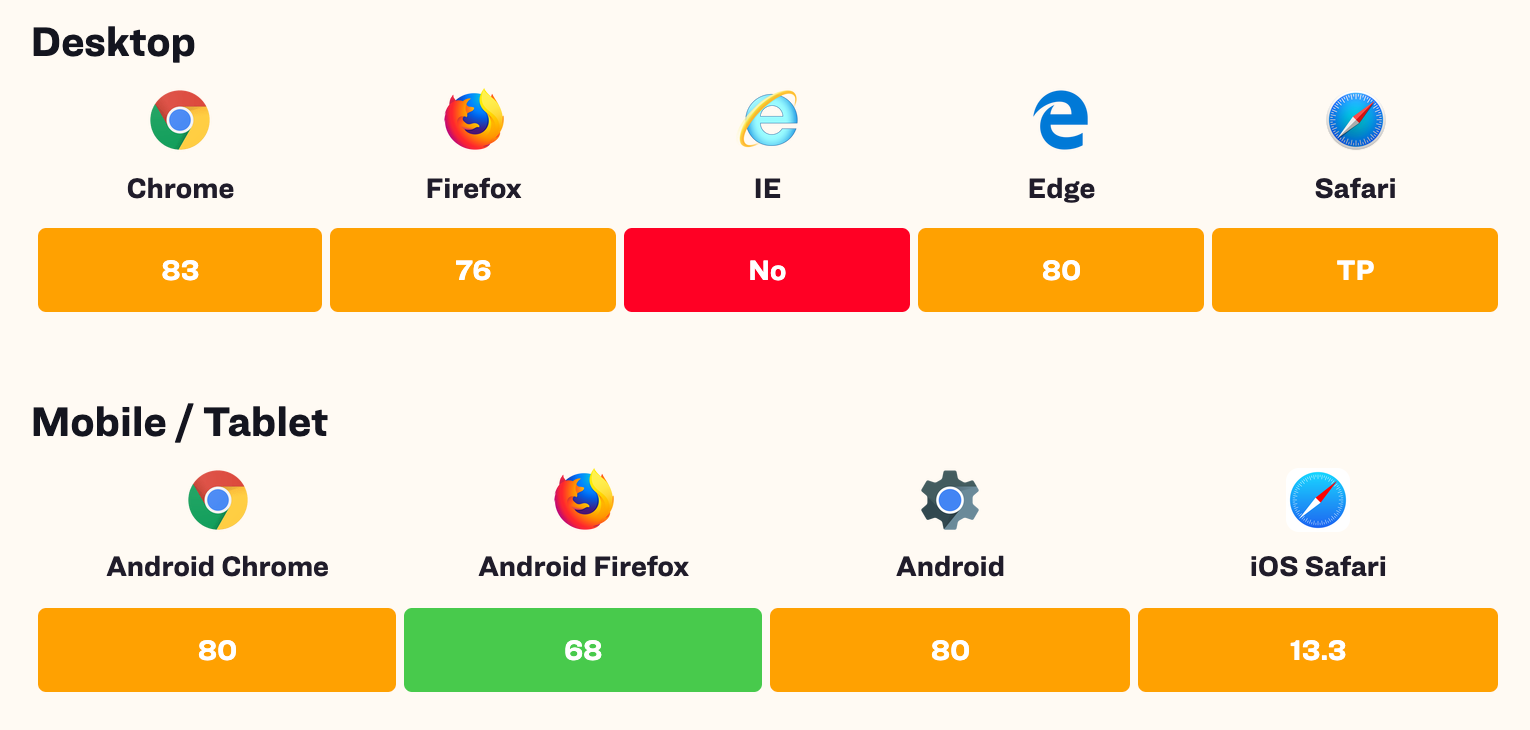 Desktop
Chrome Firefox IE Edge Safari
83 76 No 80 TP
Mobile / Tablet
Android Chrome Android Firefox Android iOS Safari
80 68 80 13.3